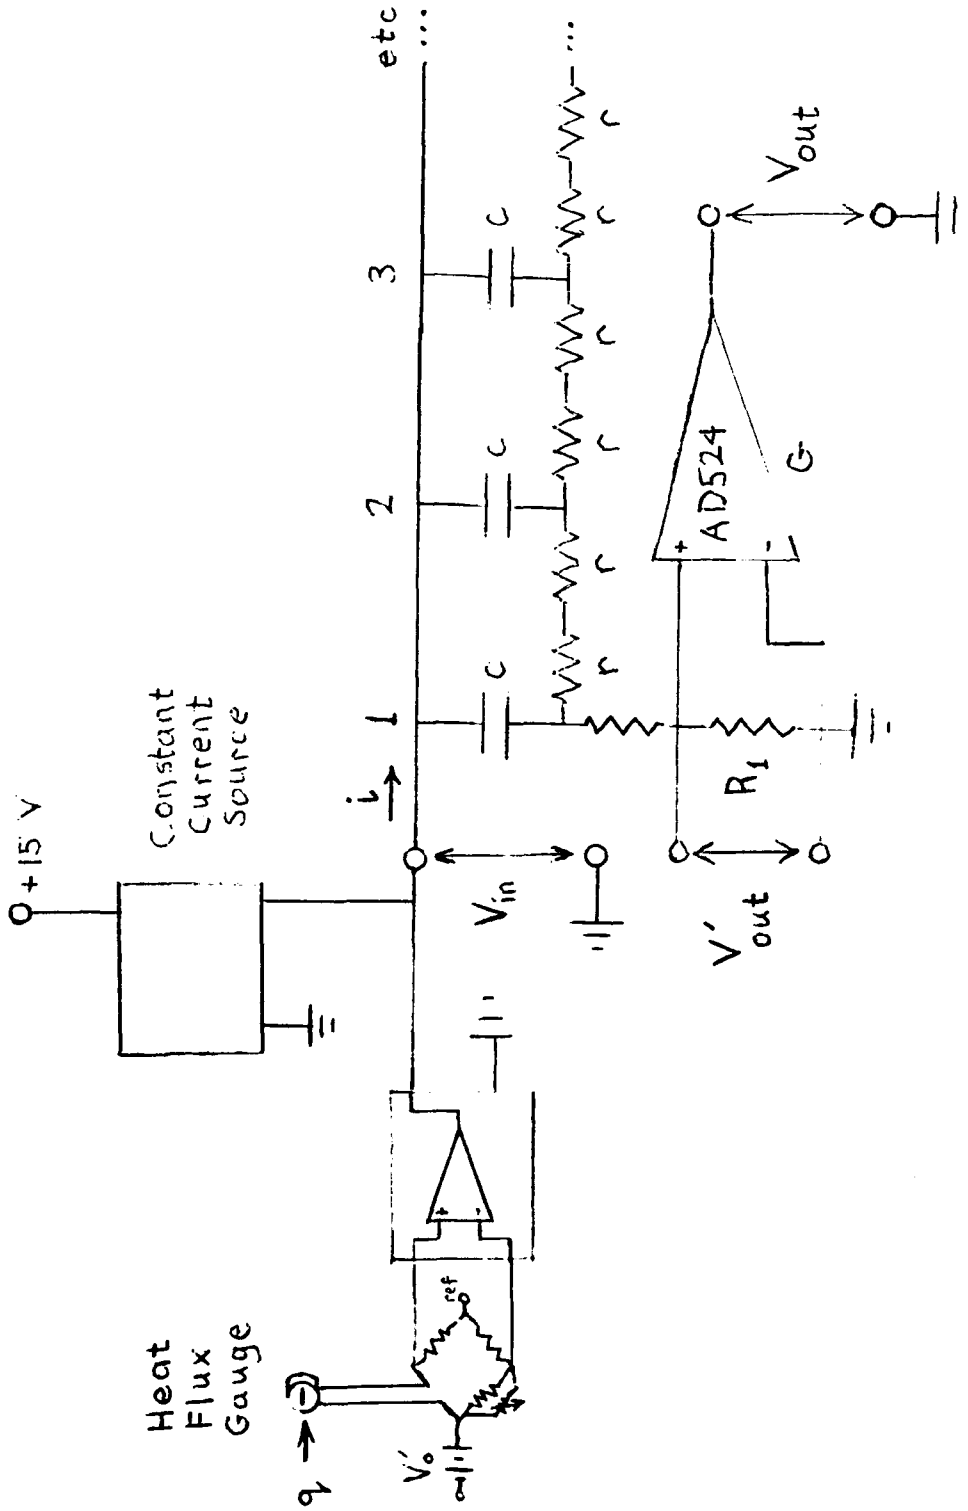 +15 V
Constant
Current
Source
Heat
Flux
Gauge
q
V'o
ref
+
-
i
Vin
1
2
3
etc ...
C
C
C
r
r
r
r
r
r
...
R1
V'out
+
-
AD524
G
Vout